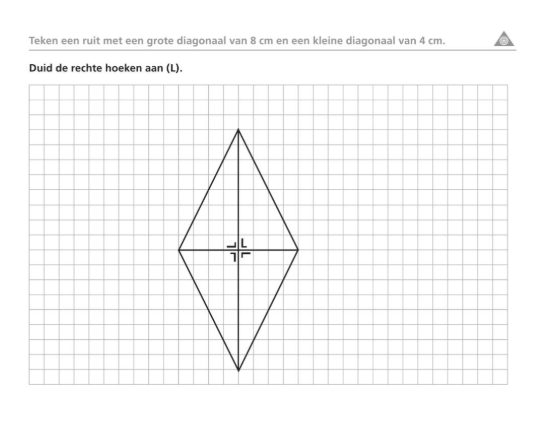 Teken een ruit met een grote diagonaal van 8 cm en een kleine diagonaal van 4 cm.
Duid de rechte hoeken aan (L).